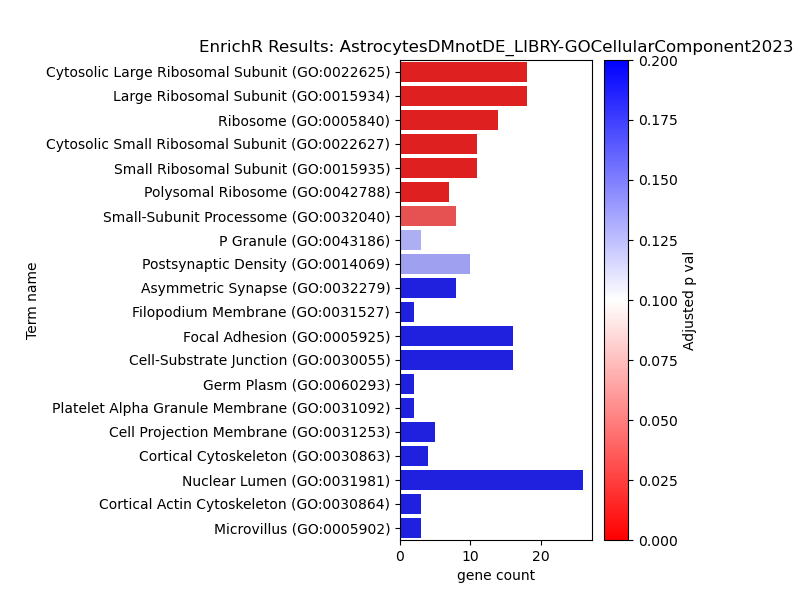 EnrichR Results: AstrocytesDMnotDE_LIBRY-GOCellularComponent2023
Term name
Cytosolic Large Ribosomal Subunit (GO:0022625)
Large Ribosomal Subunit (GO:0015934)
Ribosome (GO:0005840)
Cytosolic Small Ribosomal Subunit (GO:0022627)
Small Ribosomal Subunit (GO:0015935)
Polysomal Ribosome (GO:0042788)
Small-Subunit Processome (GO:0032040)
P Granule (GO:0043186)
Postsynaptic Density (GO:0014069)
Asymmetric Synapse (GO:0032279)
Filopodium Membrane (GO:0031527)
Focal Adhesion (GO:0005925)
Cell-Substrate Junction (GO:0030055)
Germ Plasm (GO:0060293)
Platelet Alpha Granule Membrane (GO:0031092)
Cell Projection Membrane (GO:0031253)
Cortical Cytoskeleton (GO:0030863)
Nuclear Lumen (GO:0031981)
Cortical Actin Cytoskeleton (GO:0030864)
Microvillus (GO:0005902)
0 10 20
gene count
0.200
0.175
0.150
0.125
0.100
0.075
0.050
0.025
0.000
Adjusted p val